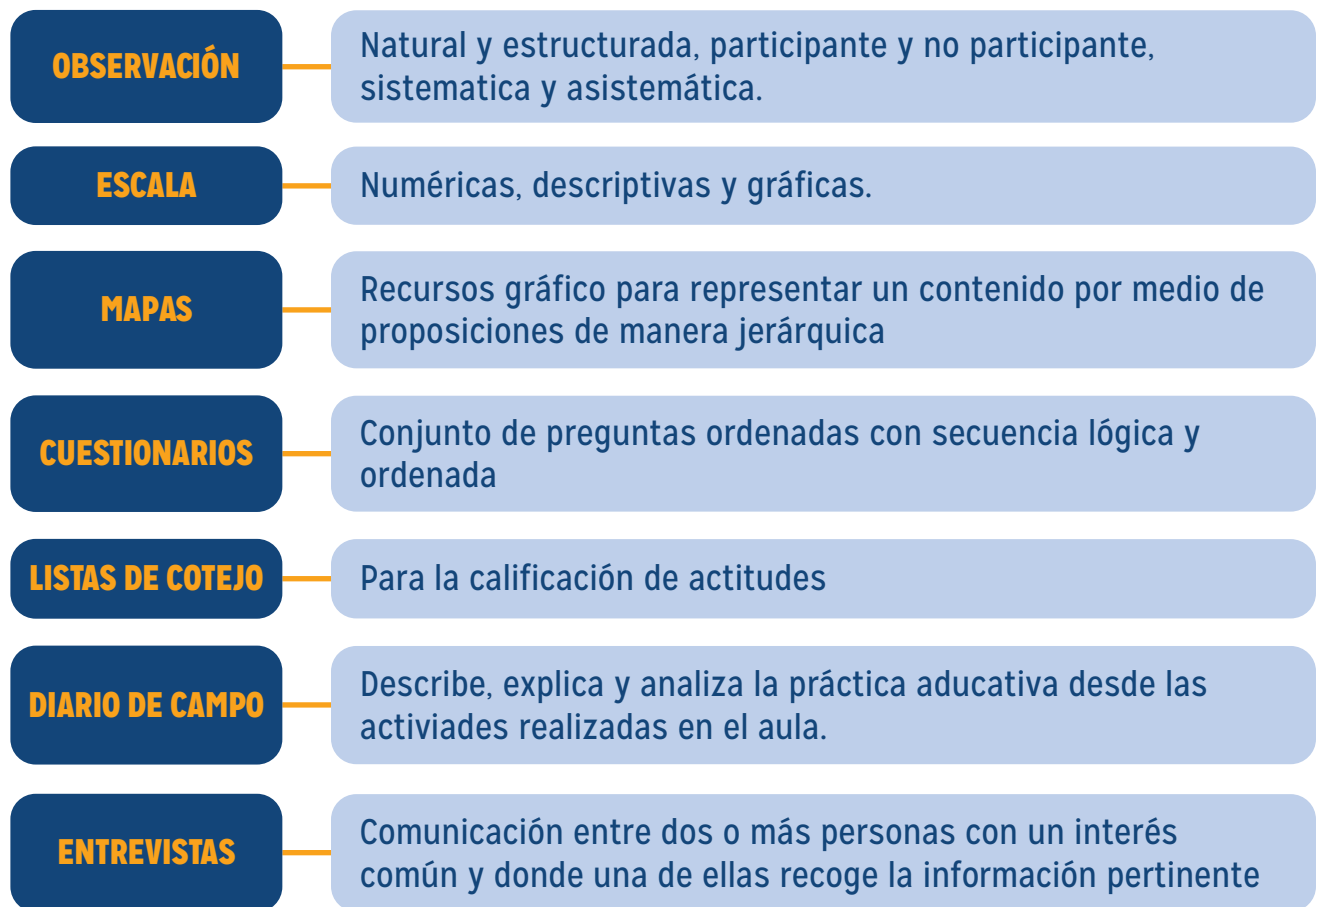 OBSERVACIÓN
Natural y estructurada, participante y no participante,
sistematica y asistemática.
ESCALA
Numéricas, descriptivas y gráficas.
MAPAS
Recursos gráfico para representar un contenido por medio de
proposiciones de manera jerárquica
CUESTIONARIOS
Conjunto de preguntas ordenadas con secuencia lógica y
ordenada
LISTAS DE COTEJO
Para la calificación de actitudes
DIARIO DE CAMPO
Describe, explica y analiza la práctica aducativa desde las
activiades realizadas en el aula.
ENTREVISTAS
Comunicación entre dos o más personas con un interés
común y donde una de ellas recoge la información pertinente